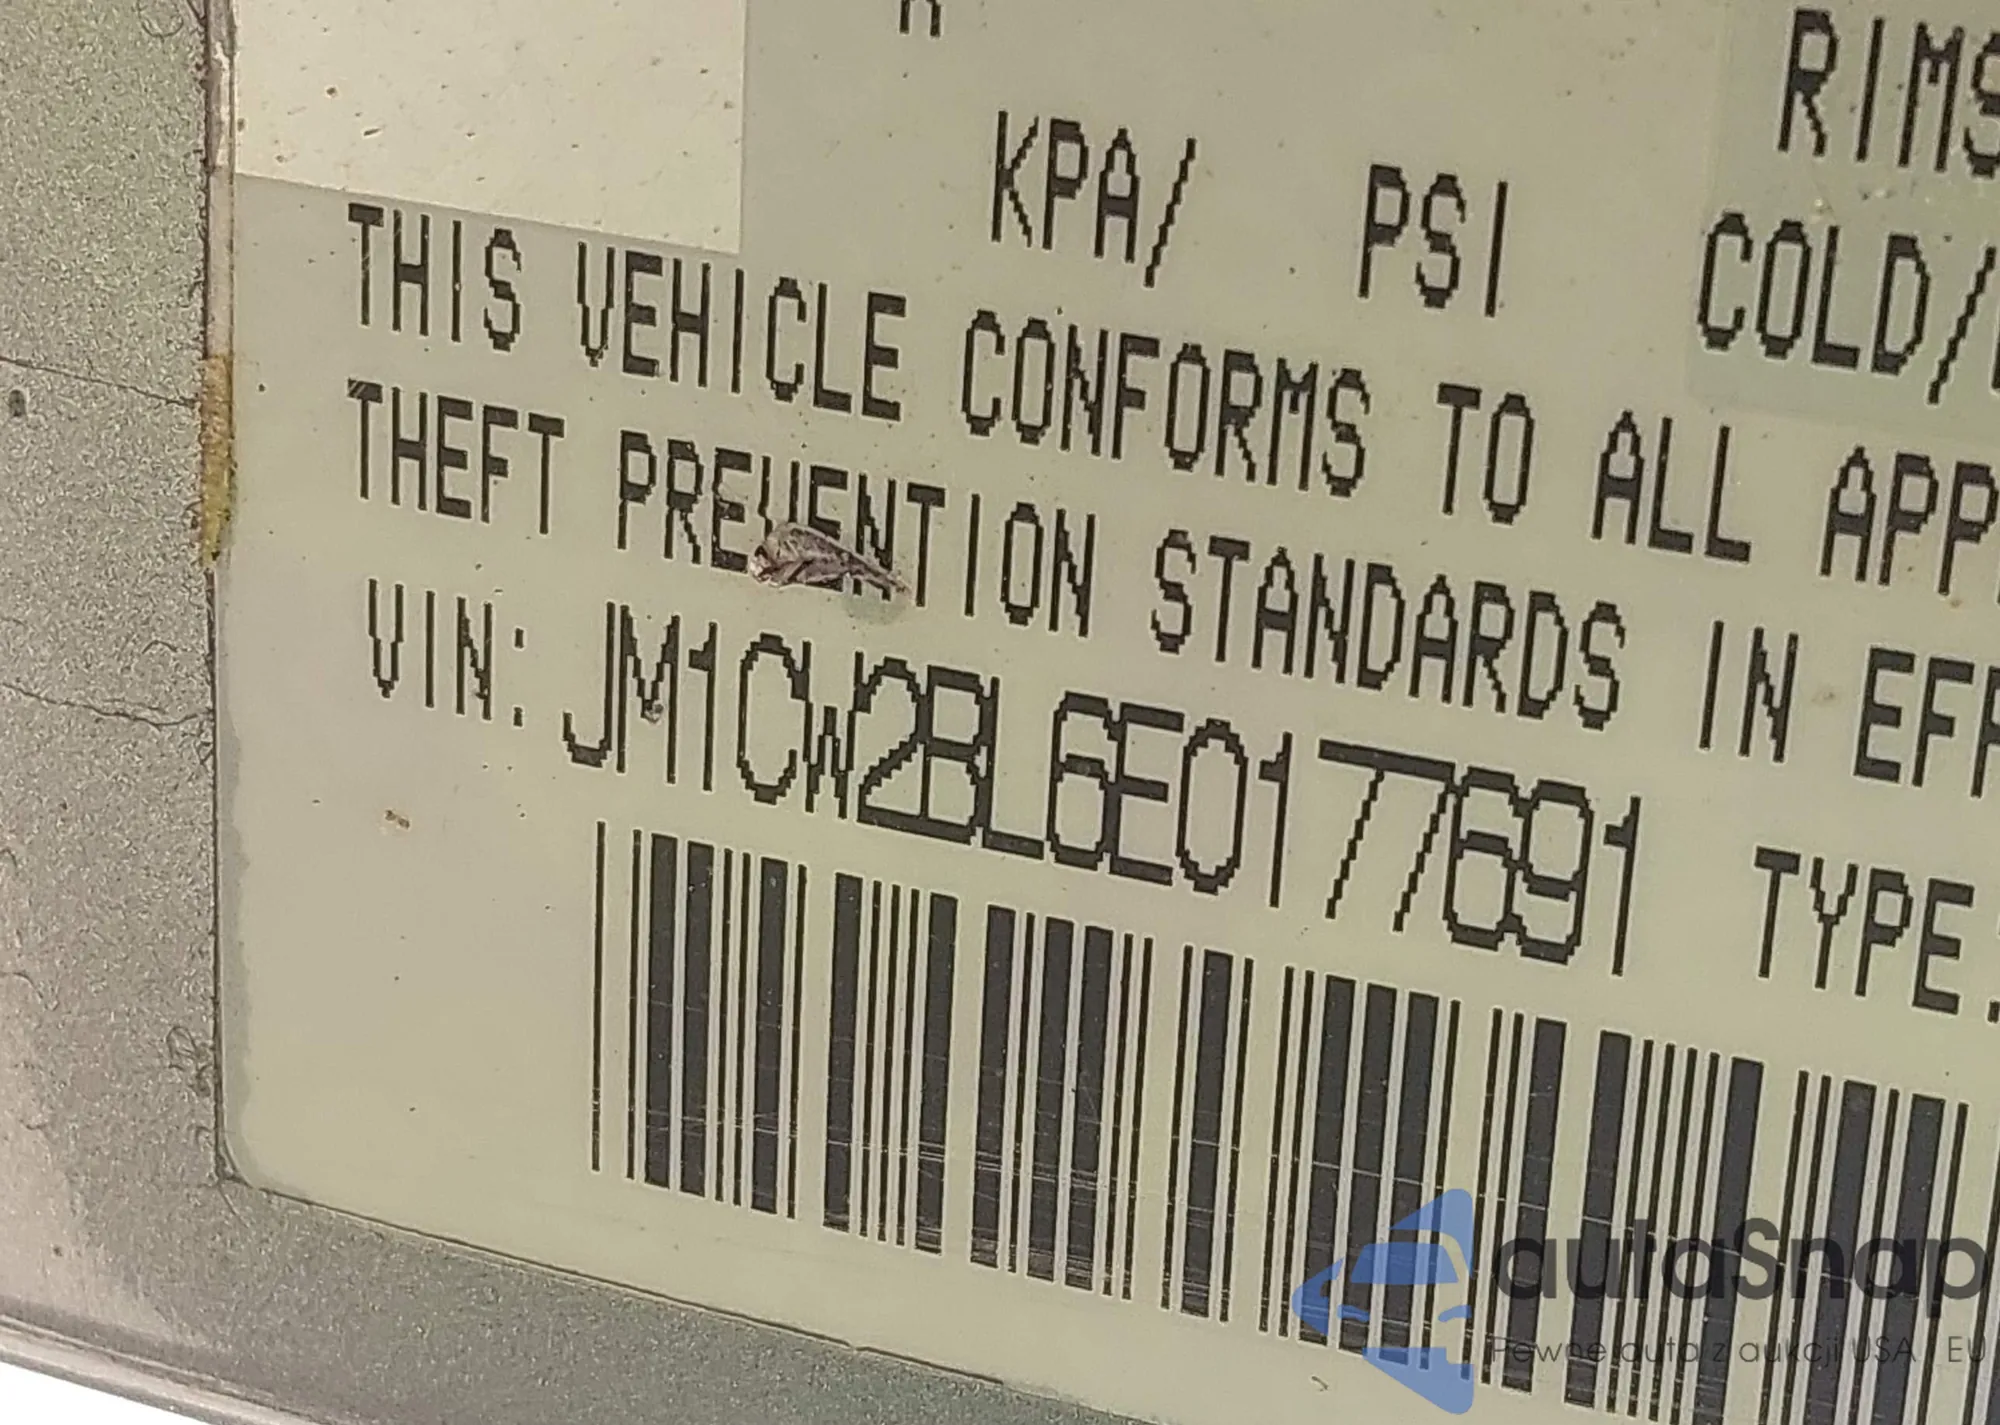 RIMS
KPA/ PSI COLD/
THIS VEHICLE CONFORMS TO ALL APP
THEFT PREVENTION STANDARDS IN EFF
VIN: JM1CW2BL6E0177691 TYPE:
autaSnap
Pewne auta z aukcji USA EU